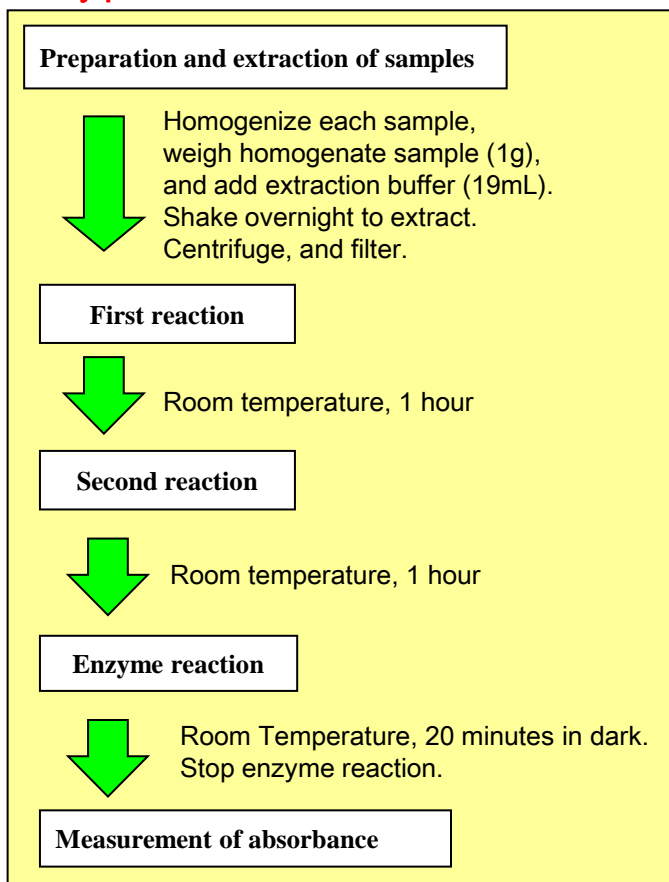 Preparation and extraction of samples
Homogenize each sample,
weigh homogenate sample (1g),
and add extraction buffer (19mL).
Shake overnight to extract.
Centrifuge, and filter.
First reaction
Room temperature, 1 hour
Second reaction
Room temperature, 1 hour
Enzyme reaction
Room Temperature, 20 minutes in dark.
Stop enzyme reaction.
Measurement of absorbance